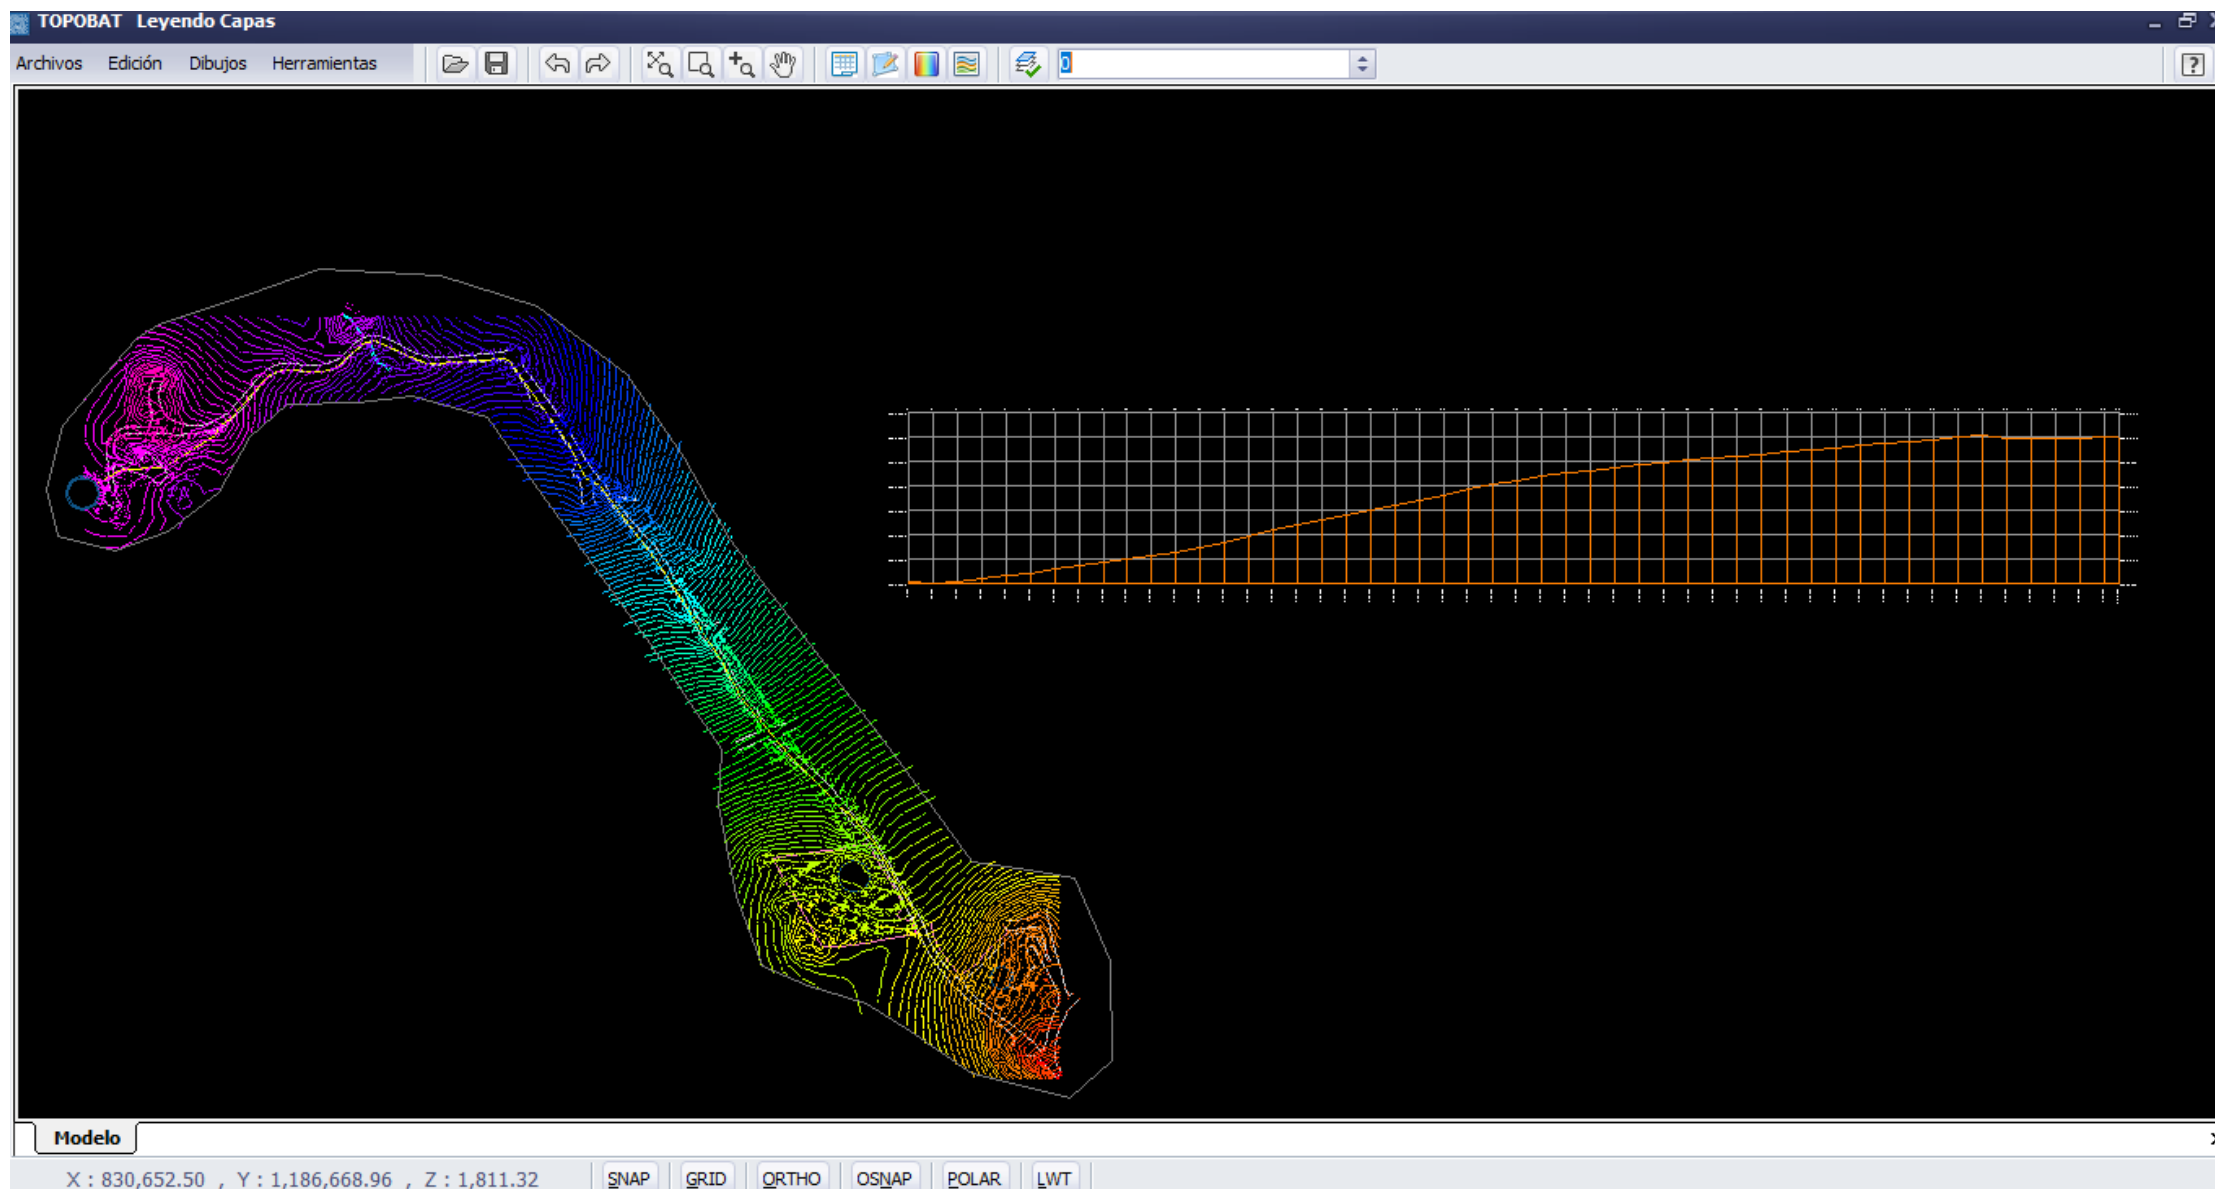 TOPOBAT Leyendo Capas
Archivos Edición Dibujos Herramientas 0
Modelo
X : 830,652.50 , Y : 1,186,668.96 , Z : 1,811.32 SNAP GRID ORTHO OSNAP POLAR LWT